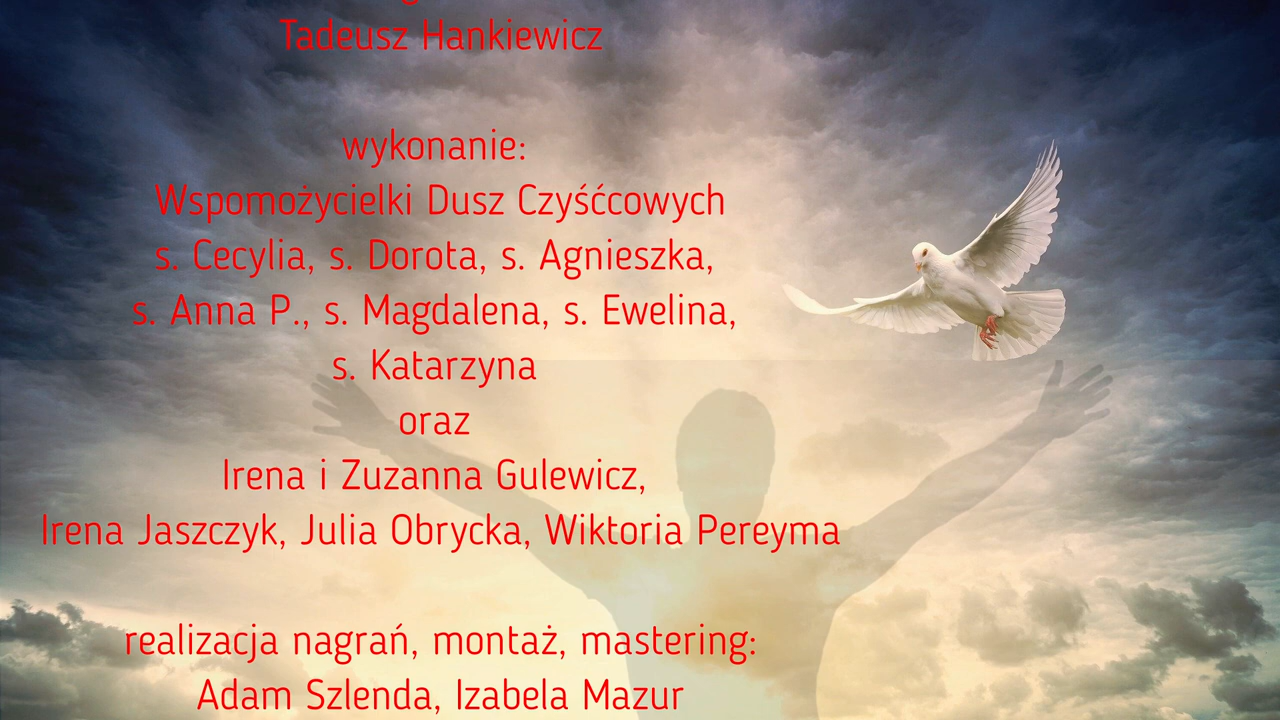 Tadeusz Hankiewicz
wykonanie:
Wspomożycielki Dusz Czyśćcowych
s. Cecylia, s. Dorota, s. Agnieszka,
s. Anna P., s. Magdalena, s. Ewelina,
s. Katarzyna
oraz
Irena i Zuzanna Gulewicz,
Irena Jaszczyk, Julia Obrycka, Wiktoria Pereyma
realizacja nagrań, montaż, mastering:
Adam Szlenda, Izabela Mazur